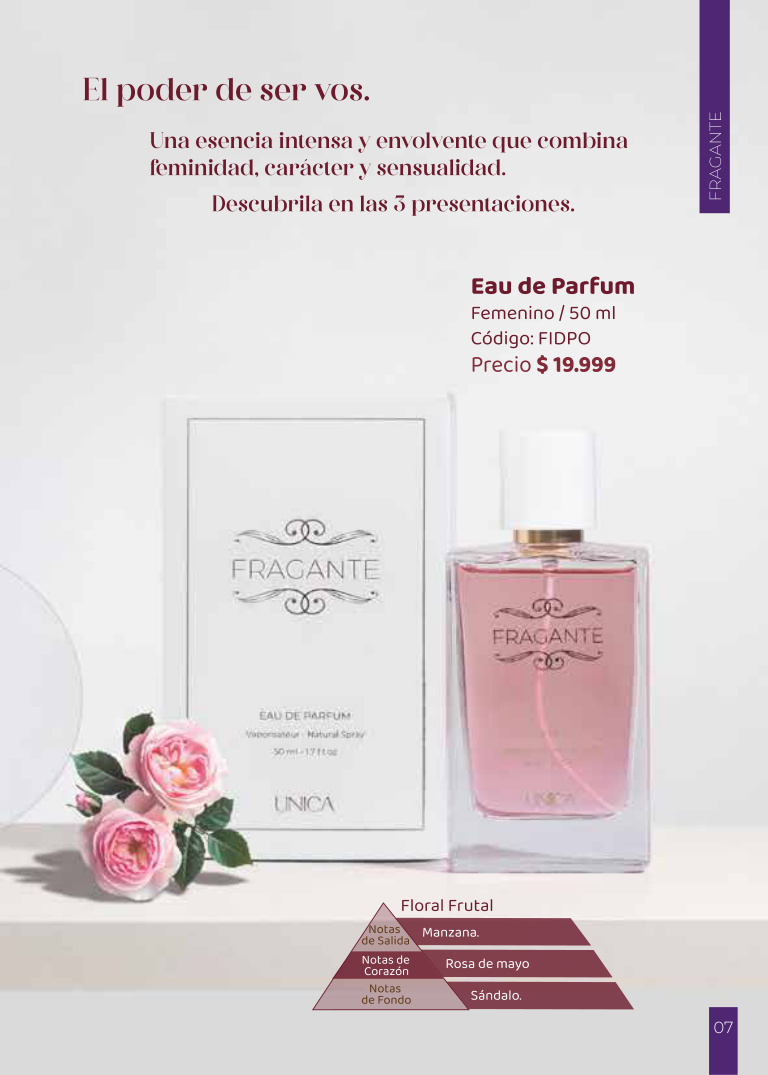 El poder de ser vos.
Una esencia intensa y envolvente que combina
feminidad, carácter y sensualidad.
Descubrila en las 3 presentaciones.
FRAGANTE
Eau de Parfum
Femenino / 50 ml
Código: FIDPO
Precio $ 19.999
FRAGANTE
EAU DE PARFUM
Vaporisateur - Natural Spray
50 ml - 1.7 fl oz
UNICA
FRAGANTE
UNICA
Floral Frutal
Notas
de Salida
Manzana.
Notas de
Corazón
Rosa de mayo
Notas
de Fondo
Sándalo.
07